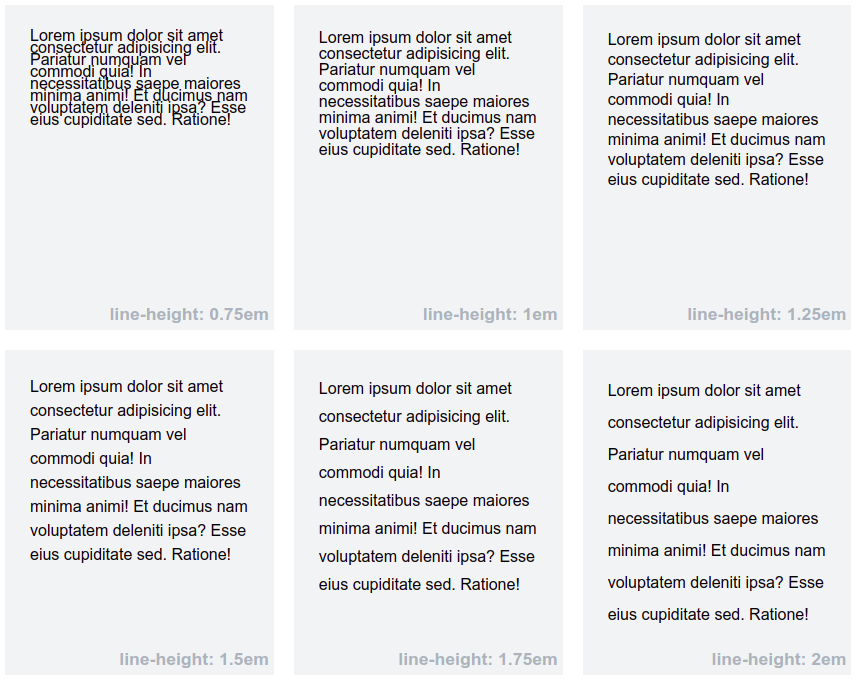 Lorem ipsum dolor sit amet
consectetur adipisicing elit.
Pariatur numquam vel
commodi quia! In
necessitatibus saepe maiores
minima animi! Et ducimus nam
voluptatem deleniti ipsa? Esse
eius cupiditate sed. Ratione!
line-height: 0.75em
Lorem ipsum dolor sit amet
consectetur adipisicing elit.
Pariatur numquam vel
commodi quia! In
necessitatibus saepe maiores
minima animi! Et ducimus nam
voluptatem deleniti ipsa? Esse
eius cupiditate sed. Ratione!
line-height: 1em
Lorem ipsum dolor sit amet
consectetur adipisicing elit.
Pariatur numquam vel
commodi quia! In
necessitatibus saepe maiores
minima animi! Et ducimus nam
voluptatem deleniti ipsa? Esse
eius cupiditate sed. Ratione!
line-height: 1.25em
Lorem ipsum dolor sit amet
consectetur adipisicing elit.
Pariatur numquam vel
commodi quia! In
necessitatibus saepe maiores
minima animi! Et ducimus nam
voluptatem deleniti ipsa? Esse
eius cupiditate sed. Ratione!
line-height: 1.5em
Lorem ipsum dolor sit amet
consectetur adipisicing elit.
Pariatur numquam vel
commodi quia! In
necessitatibus saepe maiores
minima animi! Et ducimus nam
voluptatem deleniti ipsa? Esse
eius cupiditate sed. Ratione!
line-height: 1.75em
Lorem ipsum dolor sit amet
consectetur adipisicing elit.
Pariatur numquam vel
commodi quia! In
necessitatibus saepe maiores
minima animi! Et ducimus nam
voluptatem deleniti ipsa? Esse
eius cupiditate sed. Ratione!
line-height: 2em